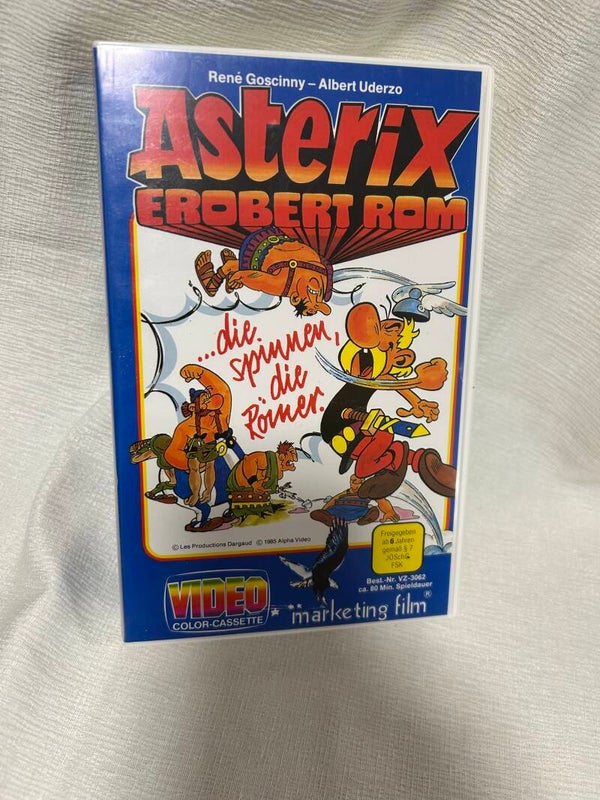 René Goscinny – Albert Uderzo
Asterix
EROBERT ROM
...die
spinnen,
die
Römer.
© Les Productions Dargaud © 1985 Alpha Video
Freigegeben
ab 6 Jahren
gemäß § 7
JÖSchG
FSK
Best.-Nr. VZ-3062
ca. 80 Min. Spieldauer
VIDEO
COLOR-CASSETTE
marketing film ®